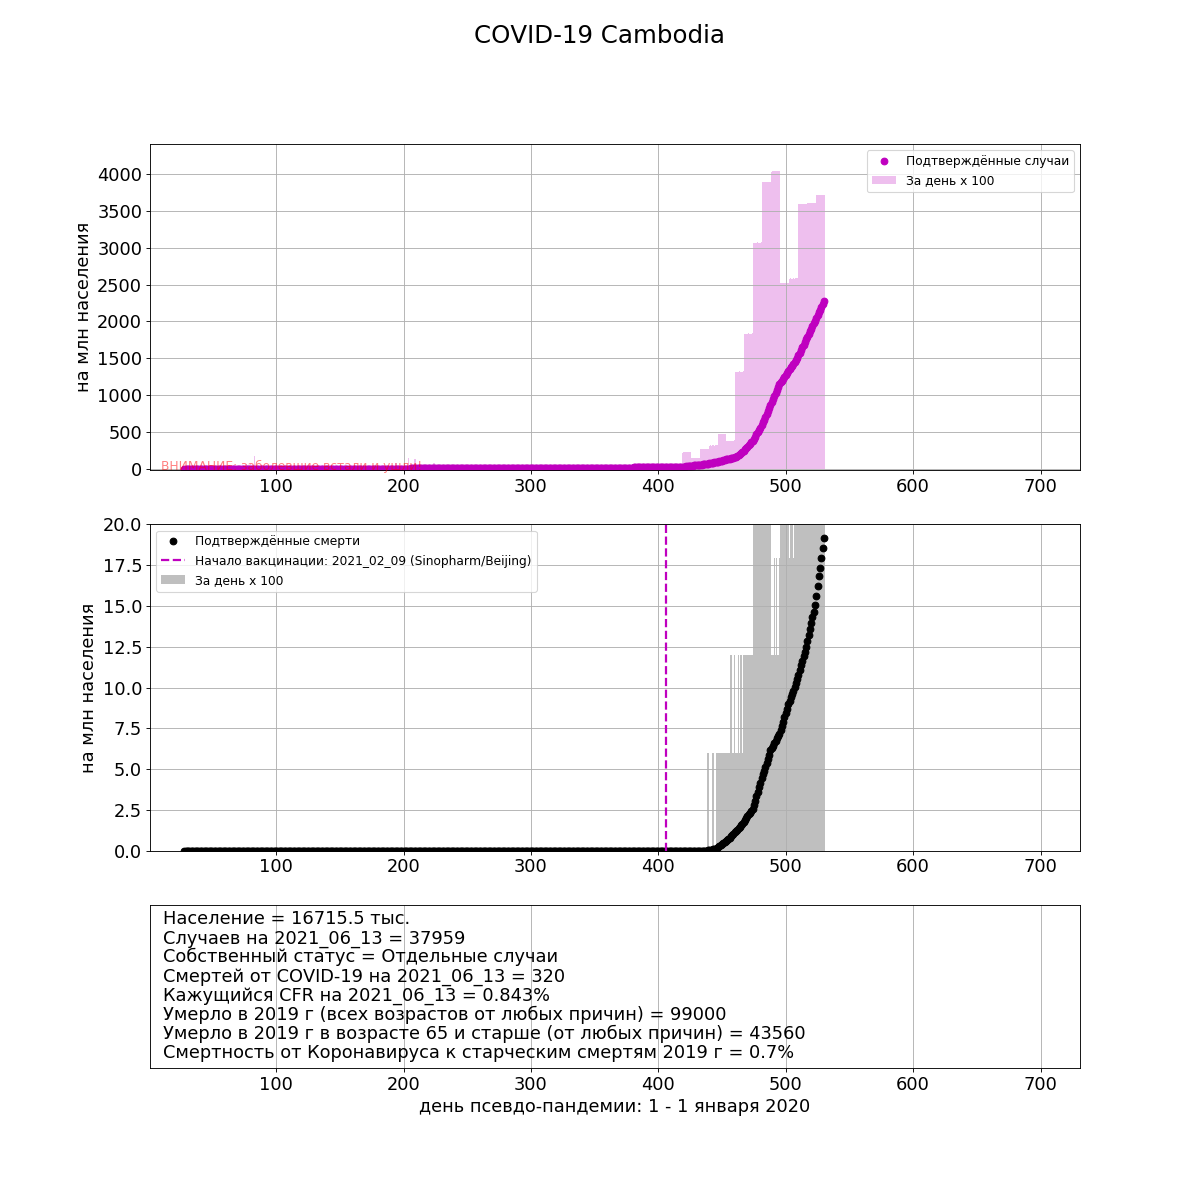 COVID-19 Cambodia
4000
3500
3000
2500
2000
1500
1000
500
0
на млн населения
Подтверждённые случаи
За день x 100
ВНИМАНИЕ: заболевшие встали и ушли!
100 200 300 400 500 600 700
20.0
17.5
15.0
12.5
10.0
7.5
5.0
2.5
0.0
на млн населения
Подтверждённые смерти
Начало вакцинации: 2021_02_09 (Sinopharm/Beijing)
За день x 100
100 200 300 400 500 600 700
Население = 16715.5 тыс.
Случаев на 2021_06_13 = 37959
Собственный статус = Отдельные случаи
Смертей от COVID-19 на 2021_06_13 = 320
Кажущийся CFR на 2021_06_13 = 0.843%
Умерло в 2019 г (всех возрастов от любых причин) = 99000
Умерло в 2019 г в возрасте 65 и старше (от любых причин) = 43560
Смертность от Коронавируса к старческим смертям 2019 г = 0.7%
100 200 300 400 500 600 700
день псевдо-пандемии: 1 - 1 января 2020